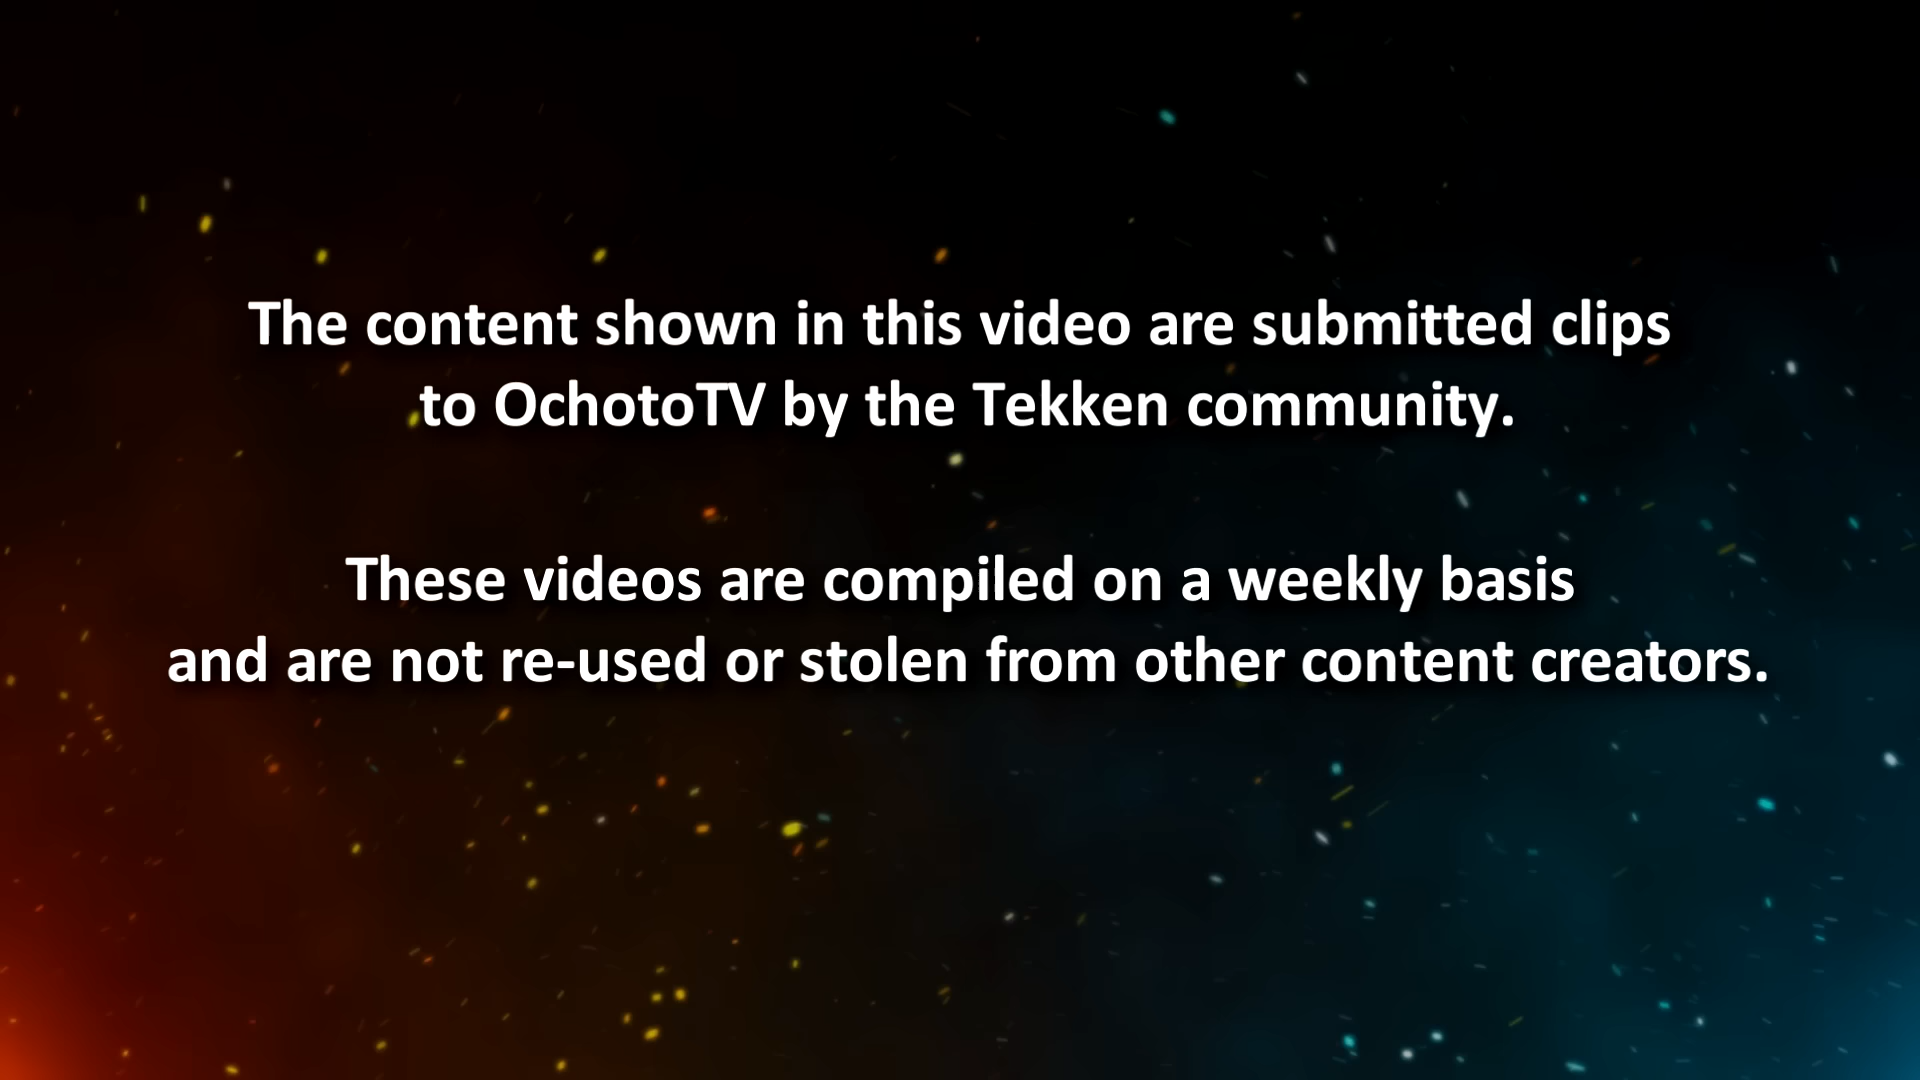 The content shown in this video are submitted clips
to OchotoTV by the Tekken community.
These videos are compiled on a weekly basis
and are not re-used or stolen from other content creators.